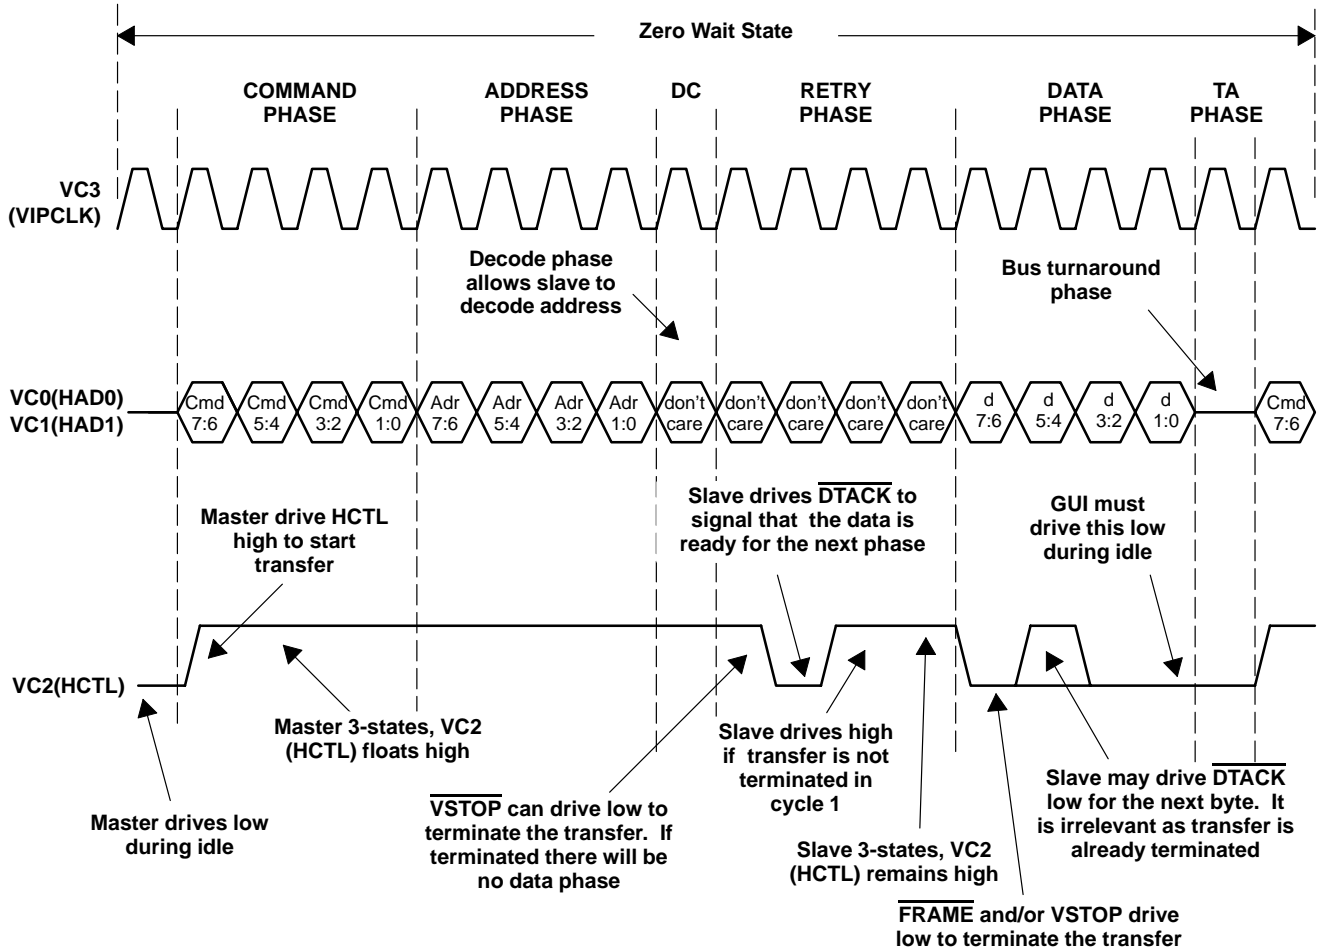 Zero Wait State
COMMAND
PHASE
ADDRESS
PHASE
DC
RETRY
PHASE
DATA
PHASE
TA
PHASE
VC3
(VIPCLK)
Decode phase
allows slave to
decode address
Bus turnaround
phase
VC0(HAD0)
VC1(HAD1)
Cmd
7:6
Cmd
5:4
Cmd
3:2
Cmd
1:0
Adr
7:6
Adr
5:4
Adr
3:2
Adr
1:0
don't
care
don't
care
don't
care
don't
care
don't
care
d
7:6
d
5:4
d
3:2
d
1:0
Cmd
7:6
Master drive HCTL
high to start
transfer
Slave drives DTACK to
signal that the data is
ready for the next phase
GUI must
drive this low
during idle
VC2(HCTL)
Master 3-states, VC2
(HCTL) floats high
Master drives low
during idle
VSTOP can drive low to
terminate the transfer. If
terminated there will be
no data phase
Slave drives high
if transfer is not
terminated in
cycle 1
Slave 3-states, VC2
(HCTL) remains high
Slave may drive DTACK
low for the next byte. It
is irrelevant as transfer is
already terminated
FRAME and/or VSTOP drive
low to terminate the transfer